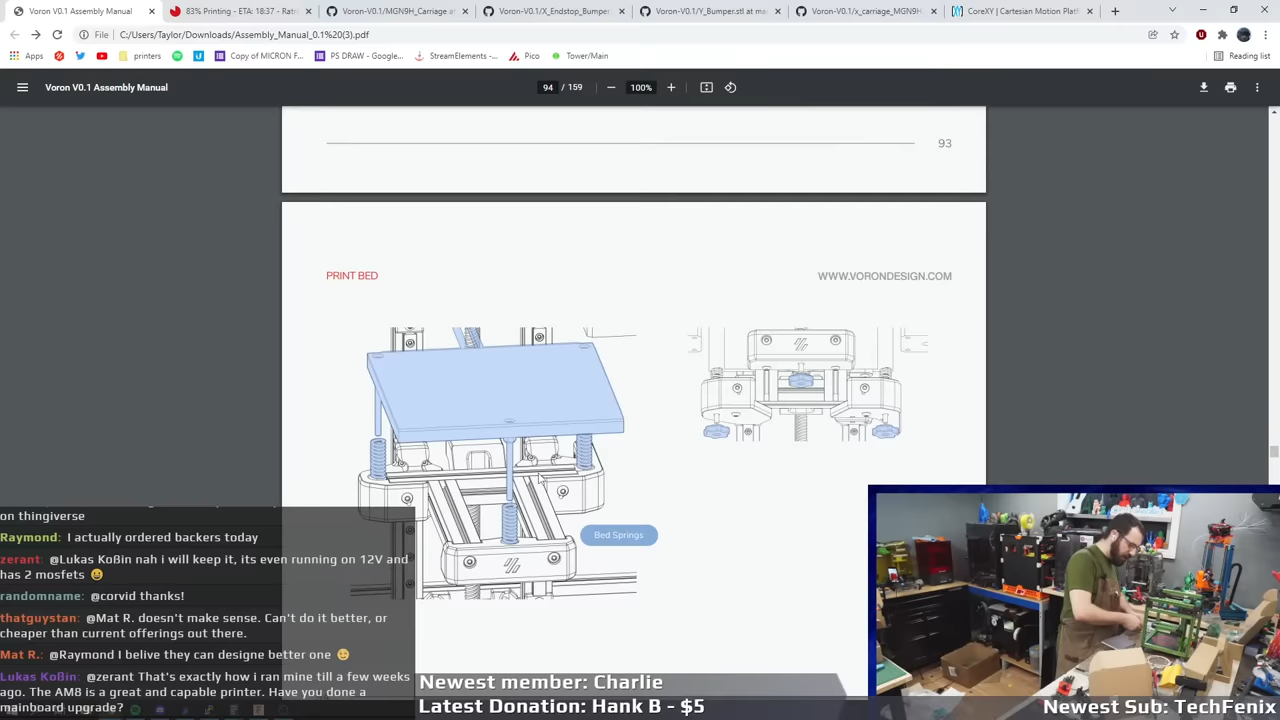 Voron V0.1 Assembly Manual
83% Printing - ETA: 18:37 - Ratr
Voron-V0.1/MGN9H_Carriage at
Voron-V0.1/X_Endstop_Bumper
Voron-V0.1/Y_Bumper.stl at ma
Voron-V0.1/x_carriage_MGN9H
CoreXY | Cartesian Motion Platf
File
C:/Users/Taylor/Downloads/Assembly_Manual_0.1%20(3).pdf
Apps
printers
Copy of MICRON F...
PS DRAW - Google...
StreamElements -...
Pico
Tower/Main
Reading list
Voron V0.1 Assembly Manual
94 / 159
100%
93
PRINT BED
WWW.VORONDESIGN.COM
Bed Springs
on thingiverse
Raymond: I actually ordered backers today
zerant: @Lukas Koßin nah i will keep it, its even running on 12V and
has 2 mosfets
randomname: @corvid thanks!
thatguystan: @Mat R. doesn't make sense. Can't do it better, or
cheaper than current offerings out there.
Mat R.: @Raymond I belive they can designe better one
Lukas Koßin: @zerant That's exactly how i ran mine till a few weeks
ago. The AM8 is a great and capable printer. Have you done a
mainboard upgrade?
Newest member: Charlie
Latest Donation: Hank B - $5
Newest Sub: TechFenix